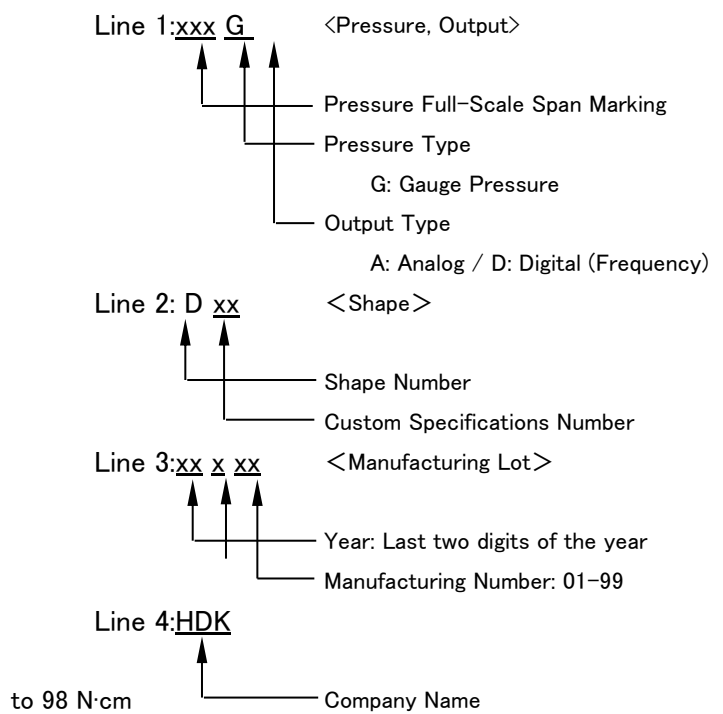 Line 1:xxx G <Pressure, Output>
Pressure Full-Scale Span Marking
Pressure Type
G: Gauge Pressure
Output Type
A: Analog / D: Digital (Frequency)
Line 2: D xx <Shape>
Shape Number
Custom Specifications Number
Line 3:xx x xx <Manufacturing Lot>
Year: Last two digits of the year
Manufacturing Number: 01-99
Line 4:HDK
to 98 N·cm Company Name